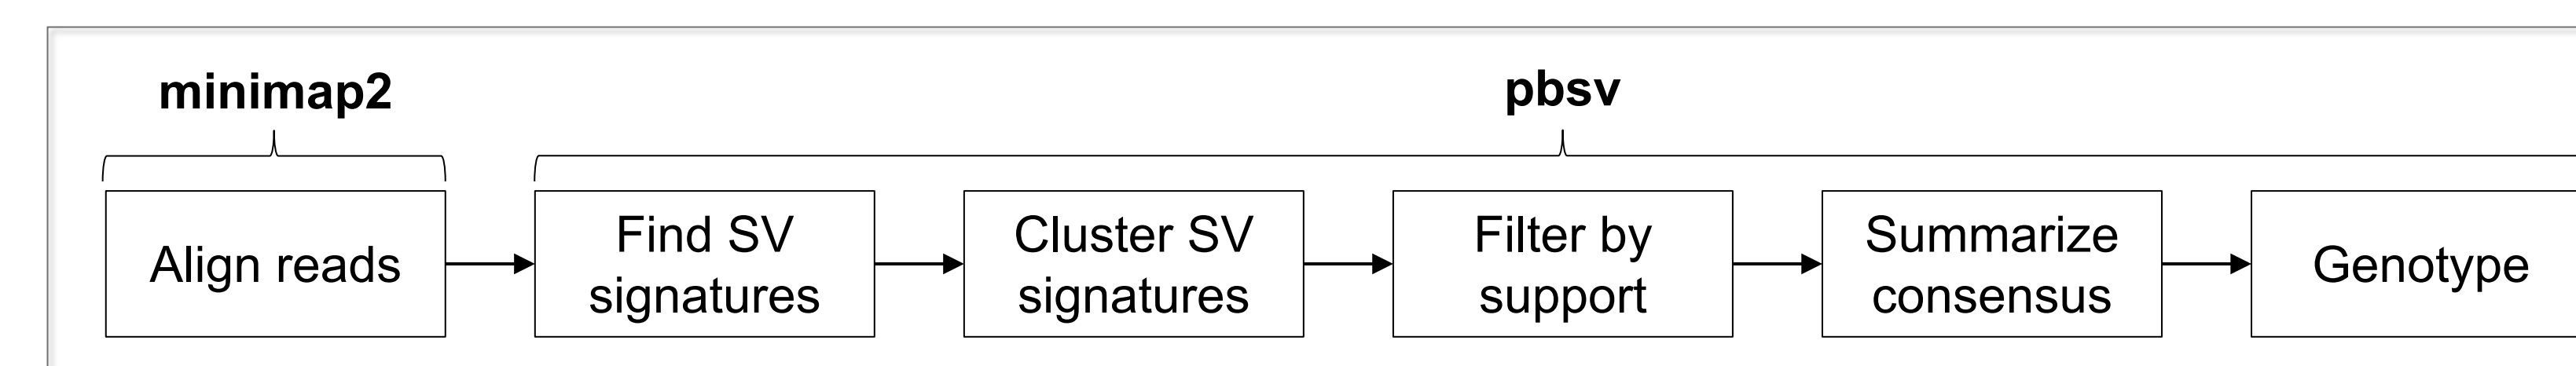 minimap2
pbsv
Align reads
Find SV
signatures
Cluster SV
signatures
Filter by
support
Summarize
consensus
Genotype